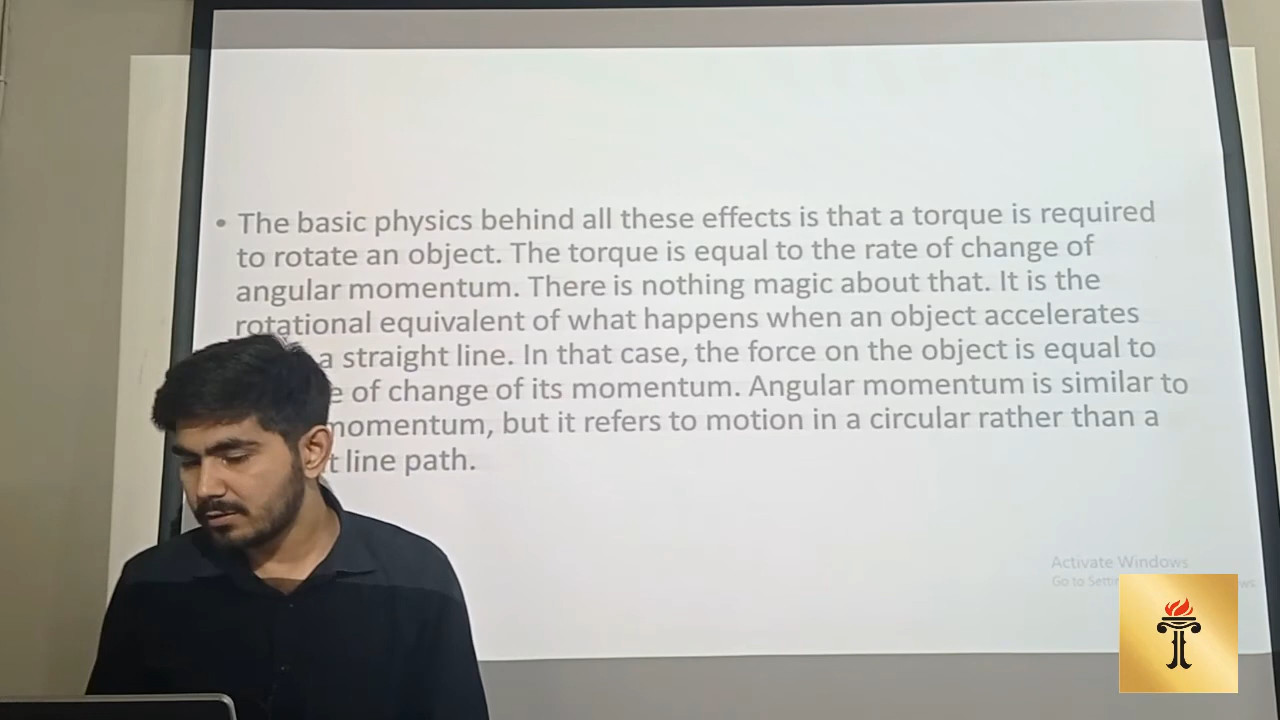 • The basic physics behind all these effects is that a torque is required
to rotate an object. The torque is equal to the rate of change of
angular momentum. There is nothing magic about that. It is the
rotational equivalent of what happens when an object accelerates
a straight line. In that case, the force on the object is equal to
of change of its momentum. Angular momentum is similar to
momentum, but it refers to motion in a circular rather than a
line path.
Activate Windows
Go to